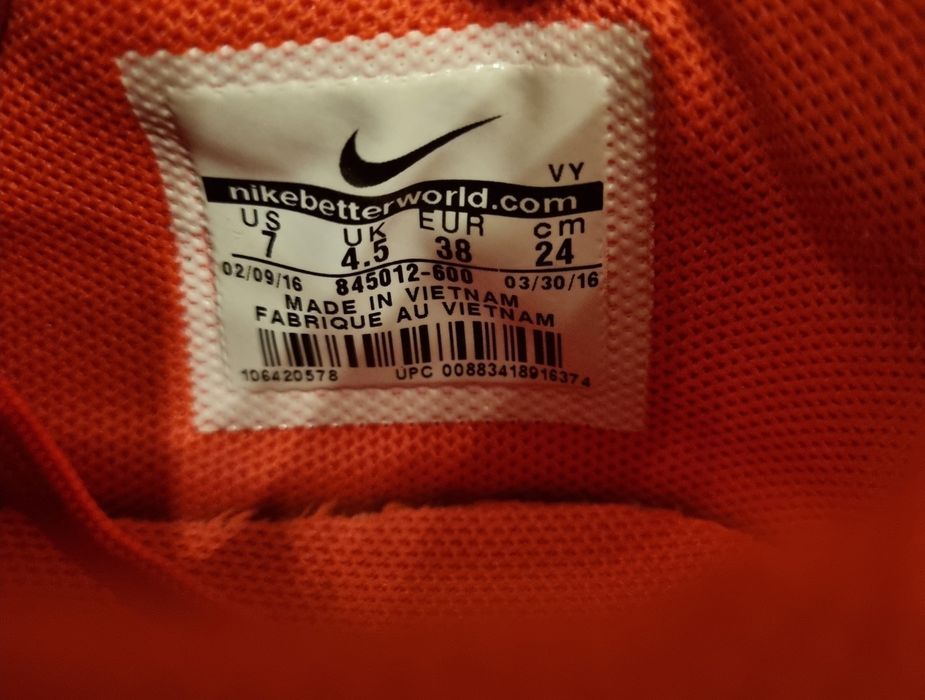 VY
nikebetterworld.com
US UK EUR cm
7 4.5 38 24
02/09/16 845012-600 03/30/16
MADE IN VIETNAM
FABRIQUE AU VIETNAM
106420578 UPC 00883418916374